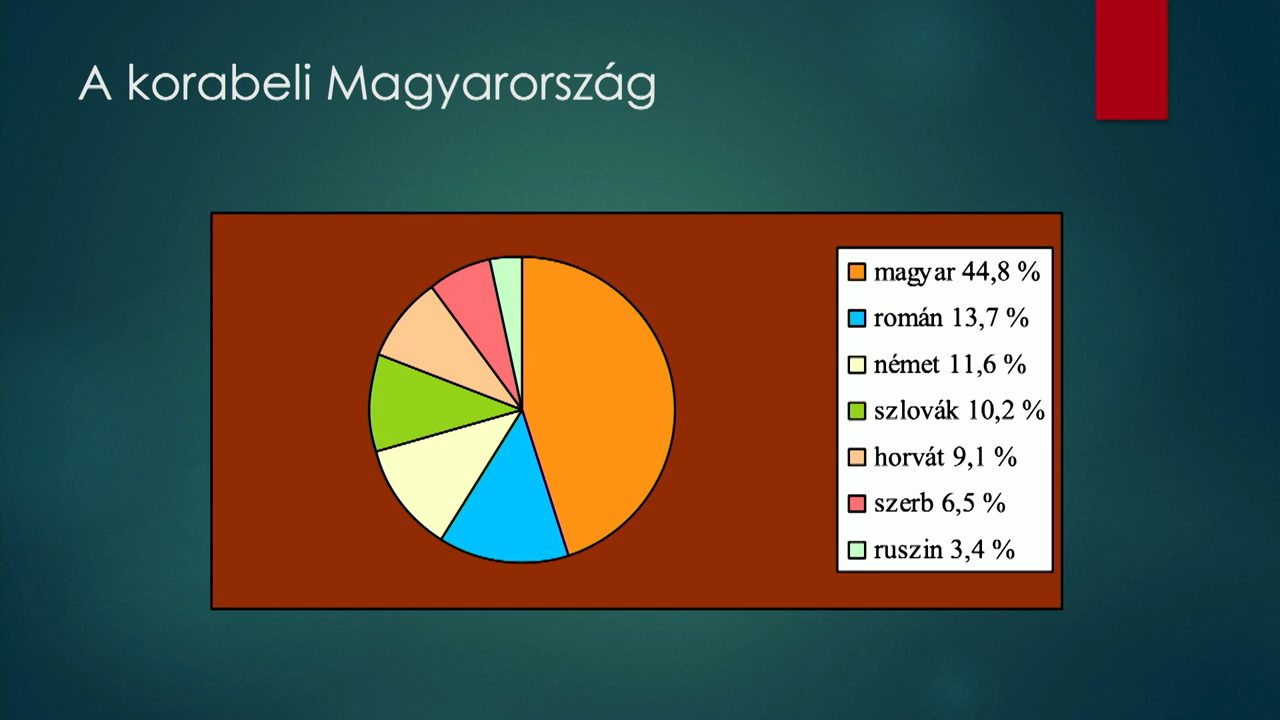 A korabeli Magyarország
magyar 44,8 %
román 13,7 %
német 11,6 %
szlovák 10,2 %
horvát 9,1 %
szerb 6,5 %
ruszin 3,4 %